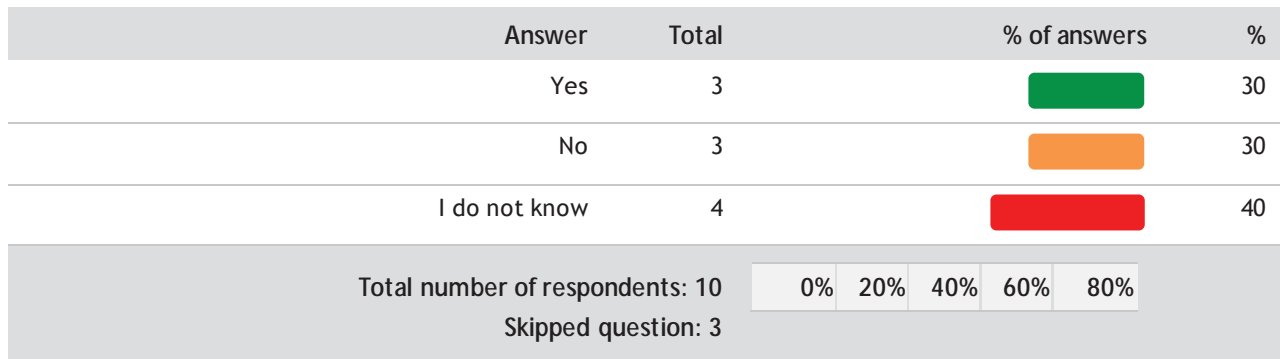 Answer Total % of answers %
Yes 3 30
No 3 30
I do not know 4 40
Total number of respondents: 10 0% 20% 40% 60% 80%
Skipped question: 3